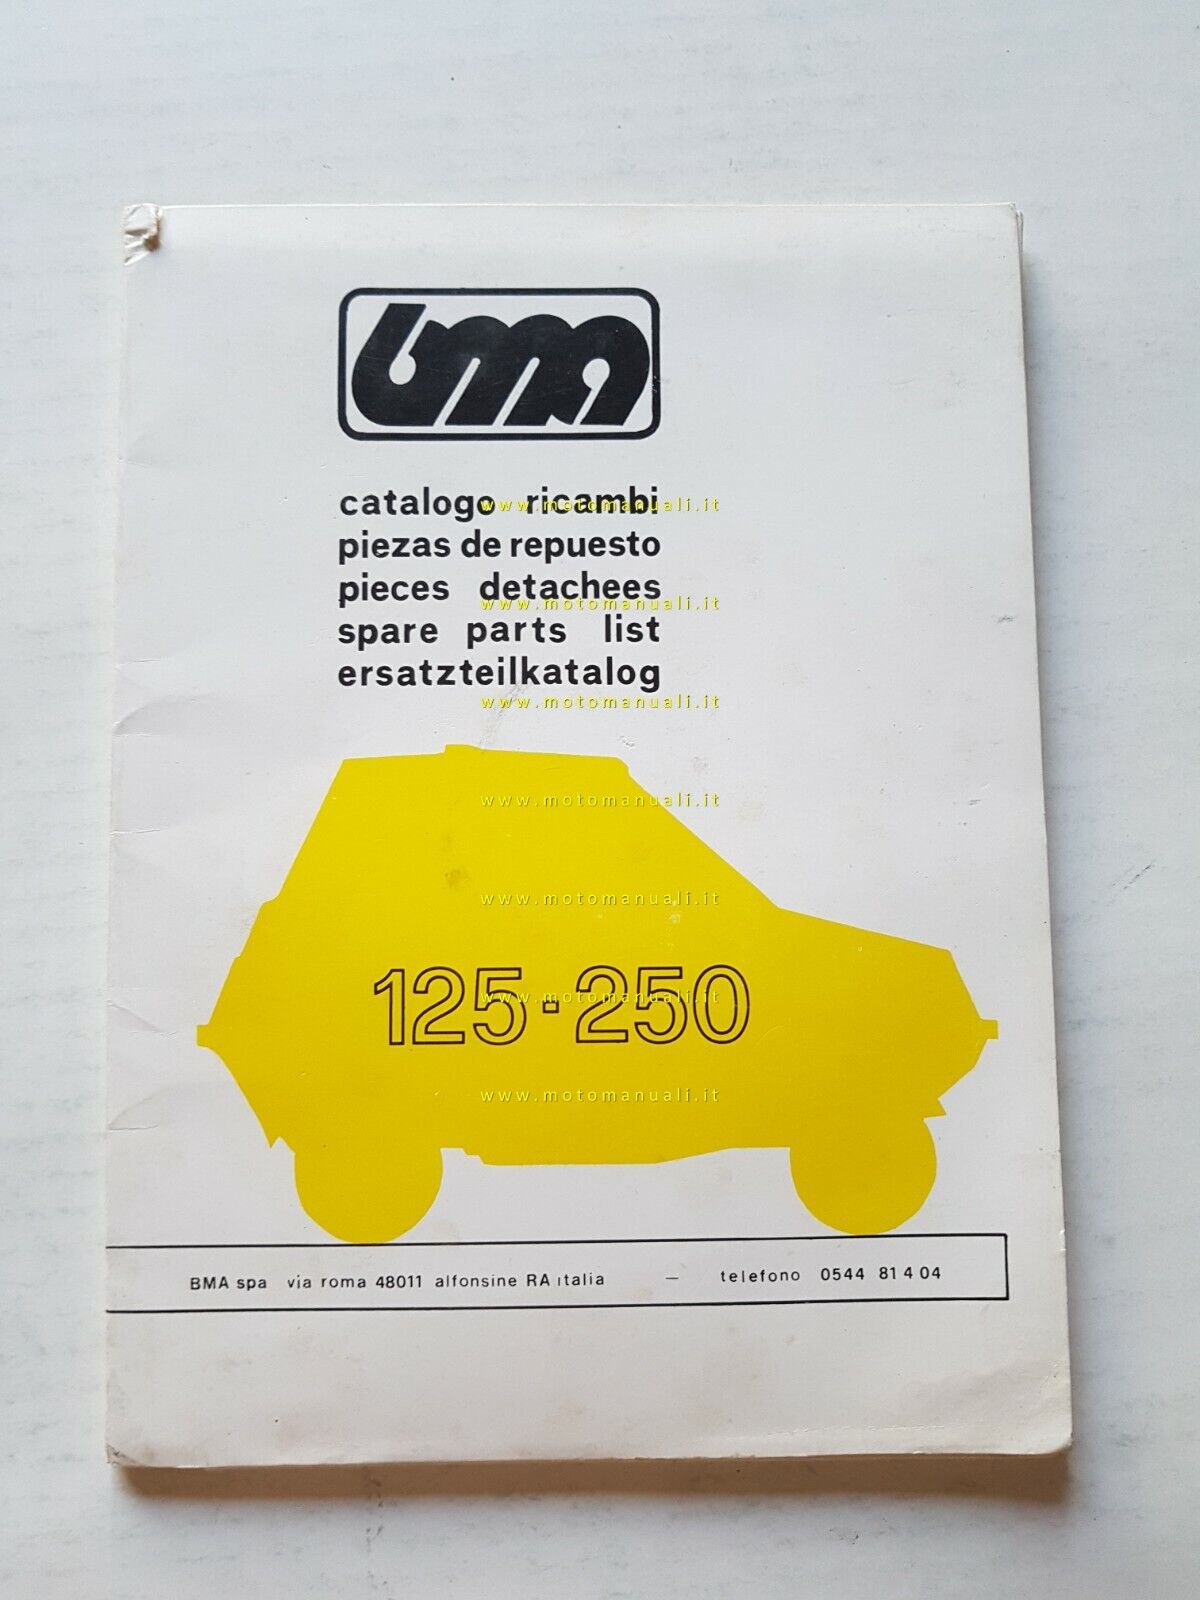 bma
catalogo ricambi
www.motomanuali.it
piezas de repuesto
pieces detachees
www.motomanuali.it
spare parts list
ersatzteilkatalog
www.motomanuali.it
www.motomanuali.it
www.motomanuali.it
125-250
www.motomanuali.it
www.motomanuali.it
BMA spa via roma 48011 alfonsine RA italia — telefono 0544 81 4 04